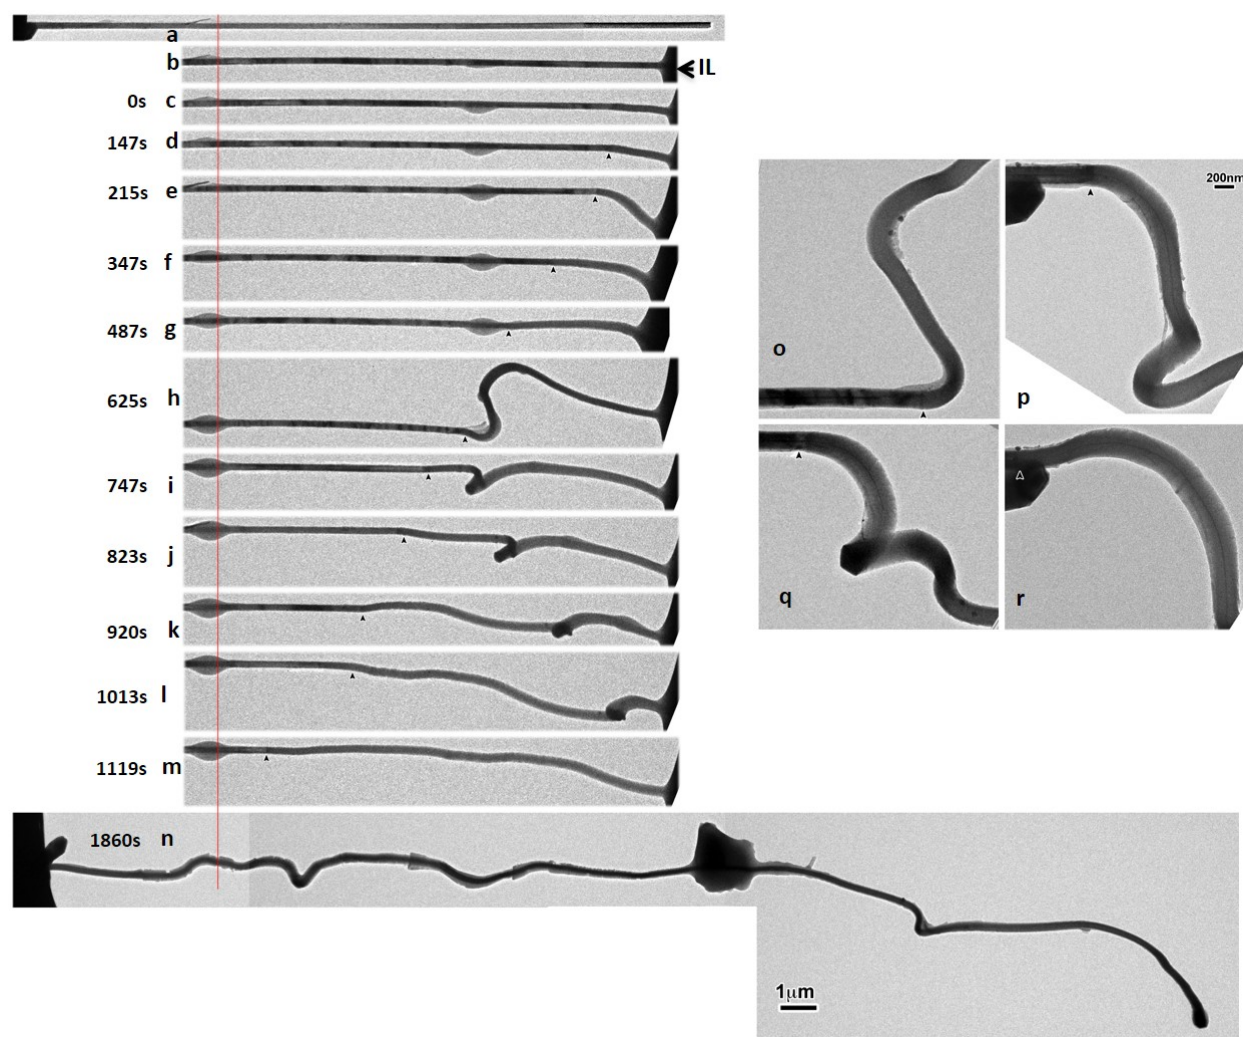 a
b
IL
0s c
147s d
215s e
347s f
487s g
625s h
747s i
823s j
920s k
1013s l
1119s m
1860s n
1μm
o
p
200nm
q
r